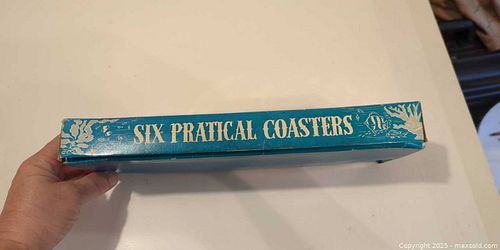 SIX PRATICAL COASTERS
Copyright 2025 - maxsold.com